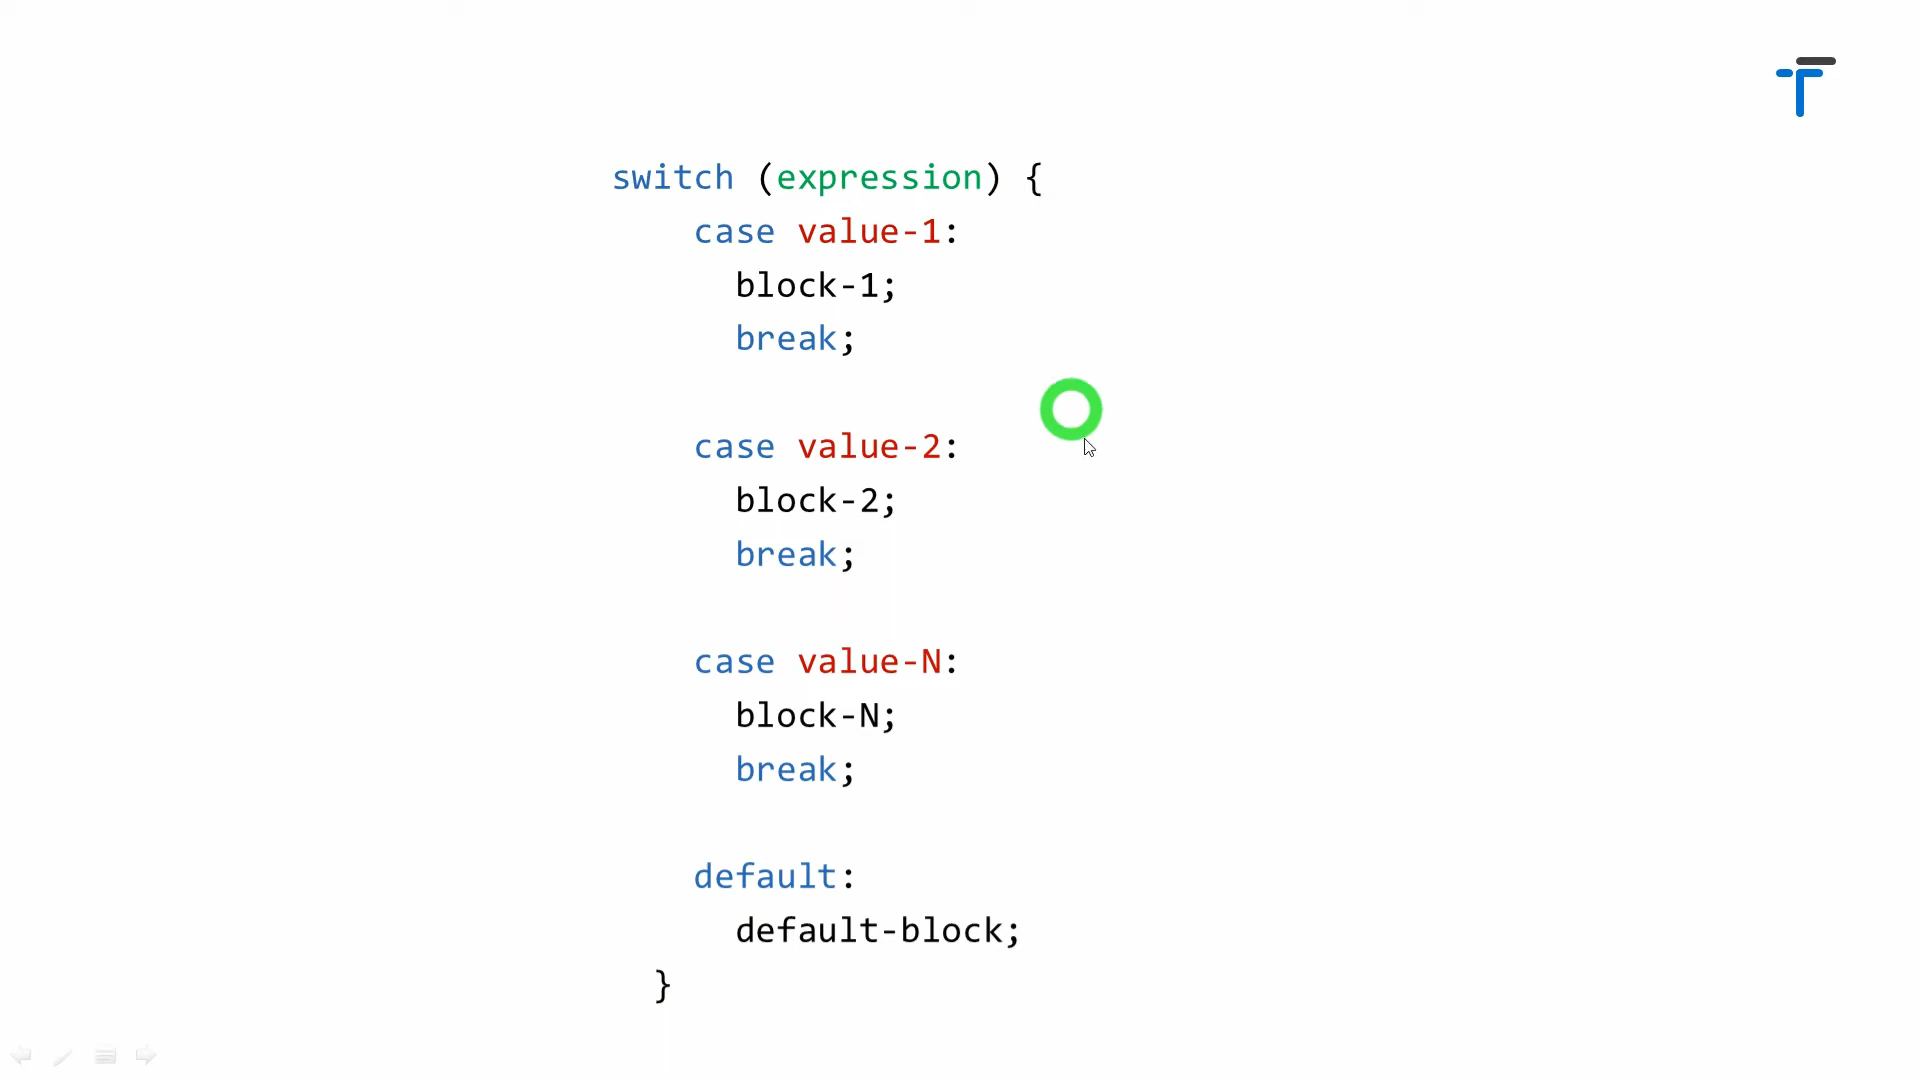 switch (expression) {
case value-1:
block-1;
break;
case value-2:
block-2;
break;
case value-N:
block-N;
break;
default:
default-block;
}